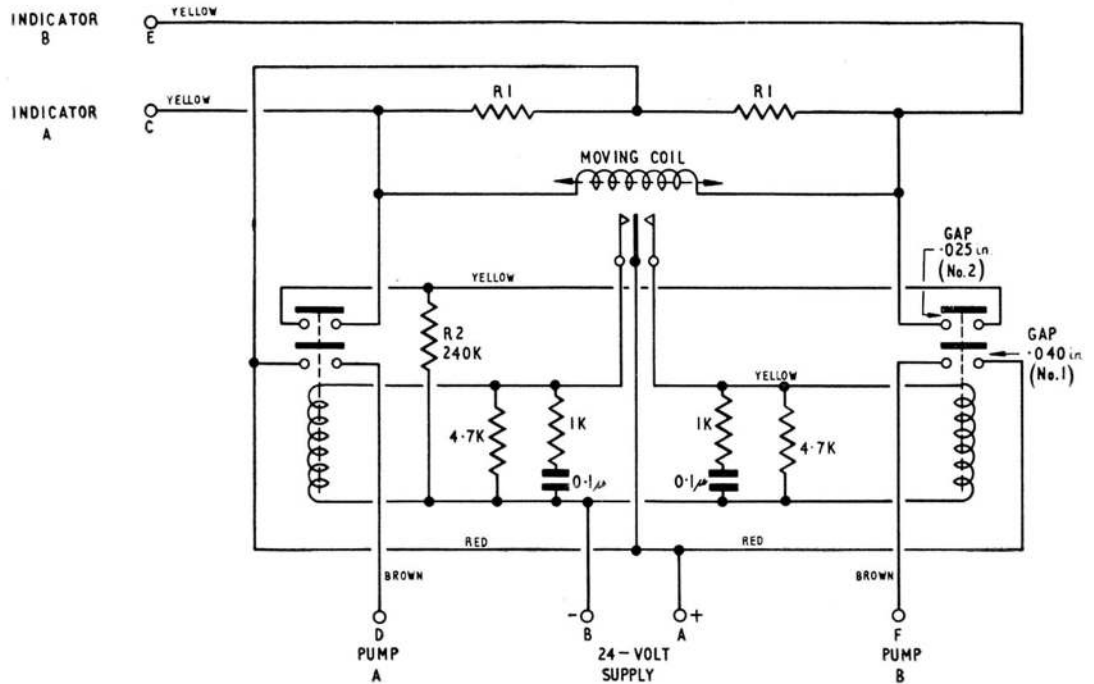 INDICATOR
B
YELLOW
E
INDICATOR
A
YELLOW
C
R1
R1
MOVING COIL
GAP
·025 in.
(No.2)
YELLOW
R2
240K
GAP
·040 in.
(No.1)
YELLOW
4·7K
1K
0·1μ
1K
0·1μ
4·7K
RED
RED
BROWN
BROWN
D
PUMP
A
-
B
A
+
24-VOLT
SUPPLY
F
PUMP
B